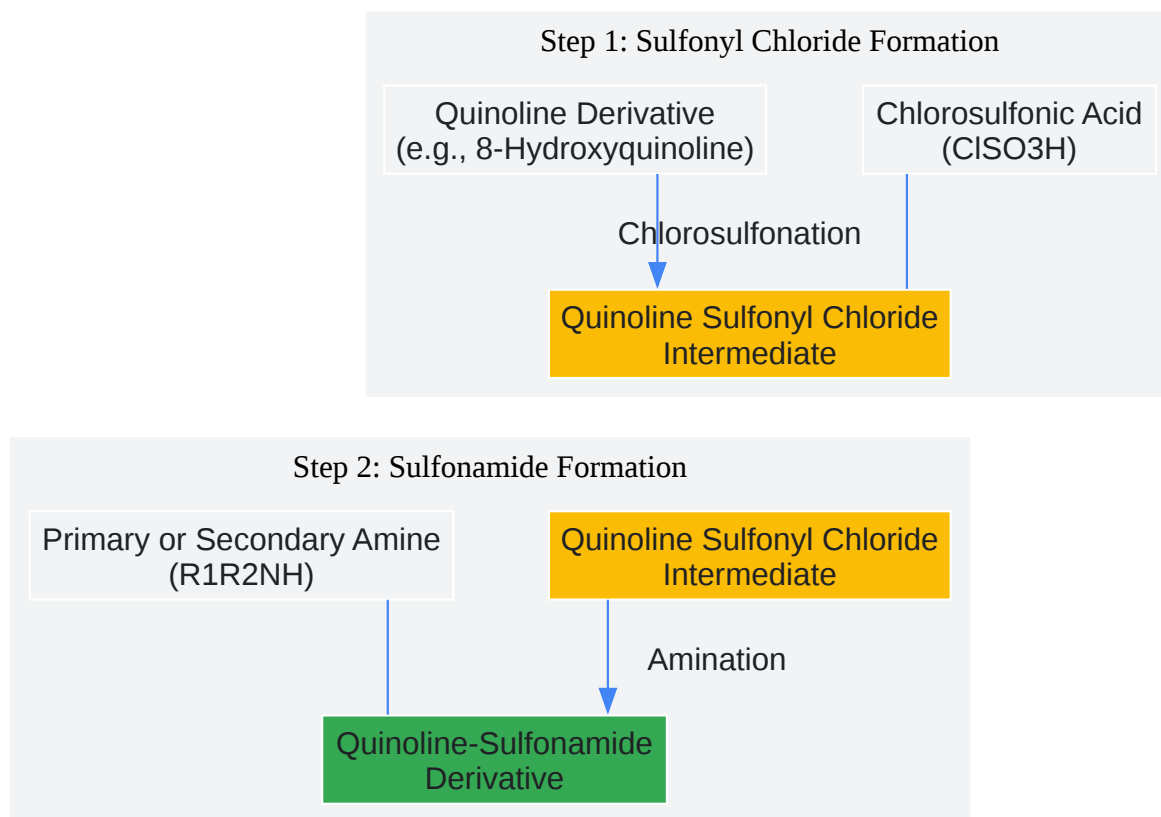 Step 1: Sulfonyl Chloride Formation
Quinoline Derivative
(e.g., 8-Hydroxyquinoline)
Chlorosulfonic Acid
(ClSO3H)
Chlorosulfonation
Quinoline Sulfonyl Chloride
Intermediate
Step 2: Sulfonamide Formation
Primary or Secondary Amine
(R1R2NH)
Quinoline Sulfonyl Chloride
Intermediate
Amination
Quinoline-Sulfonamide
Derivative